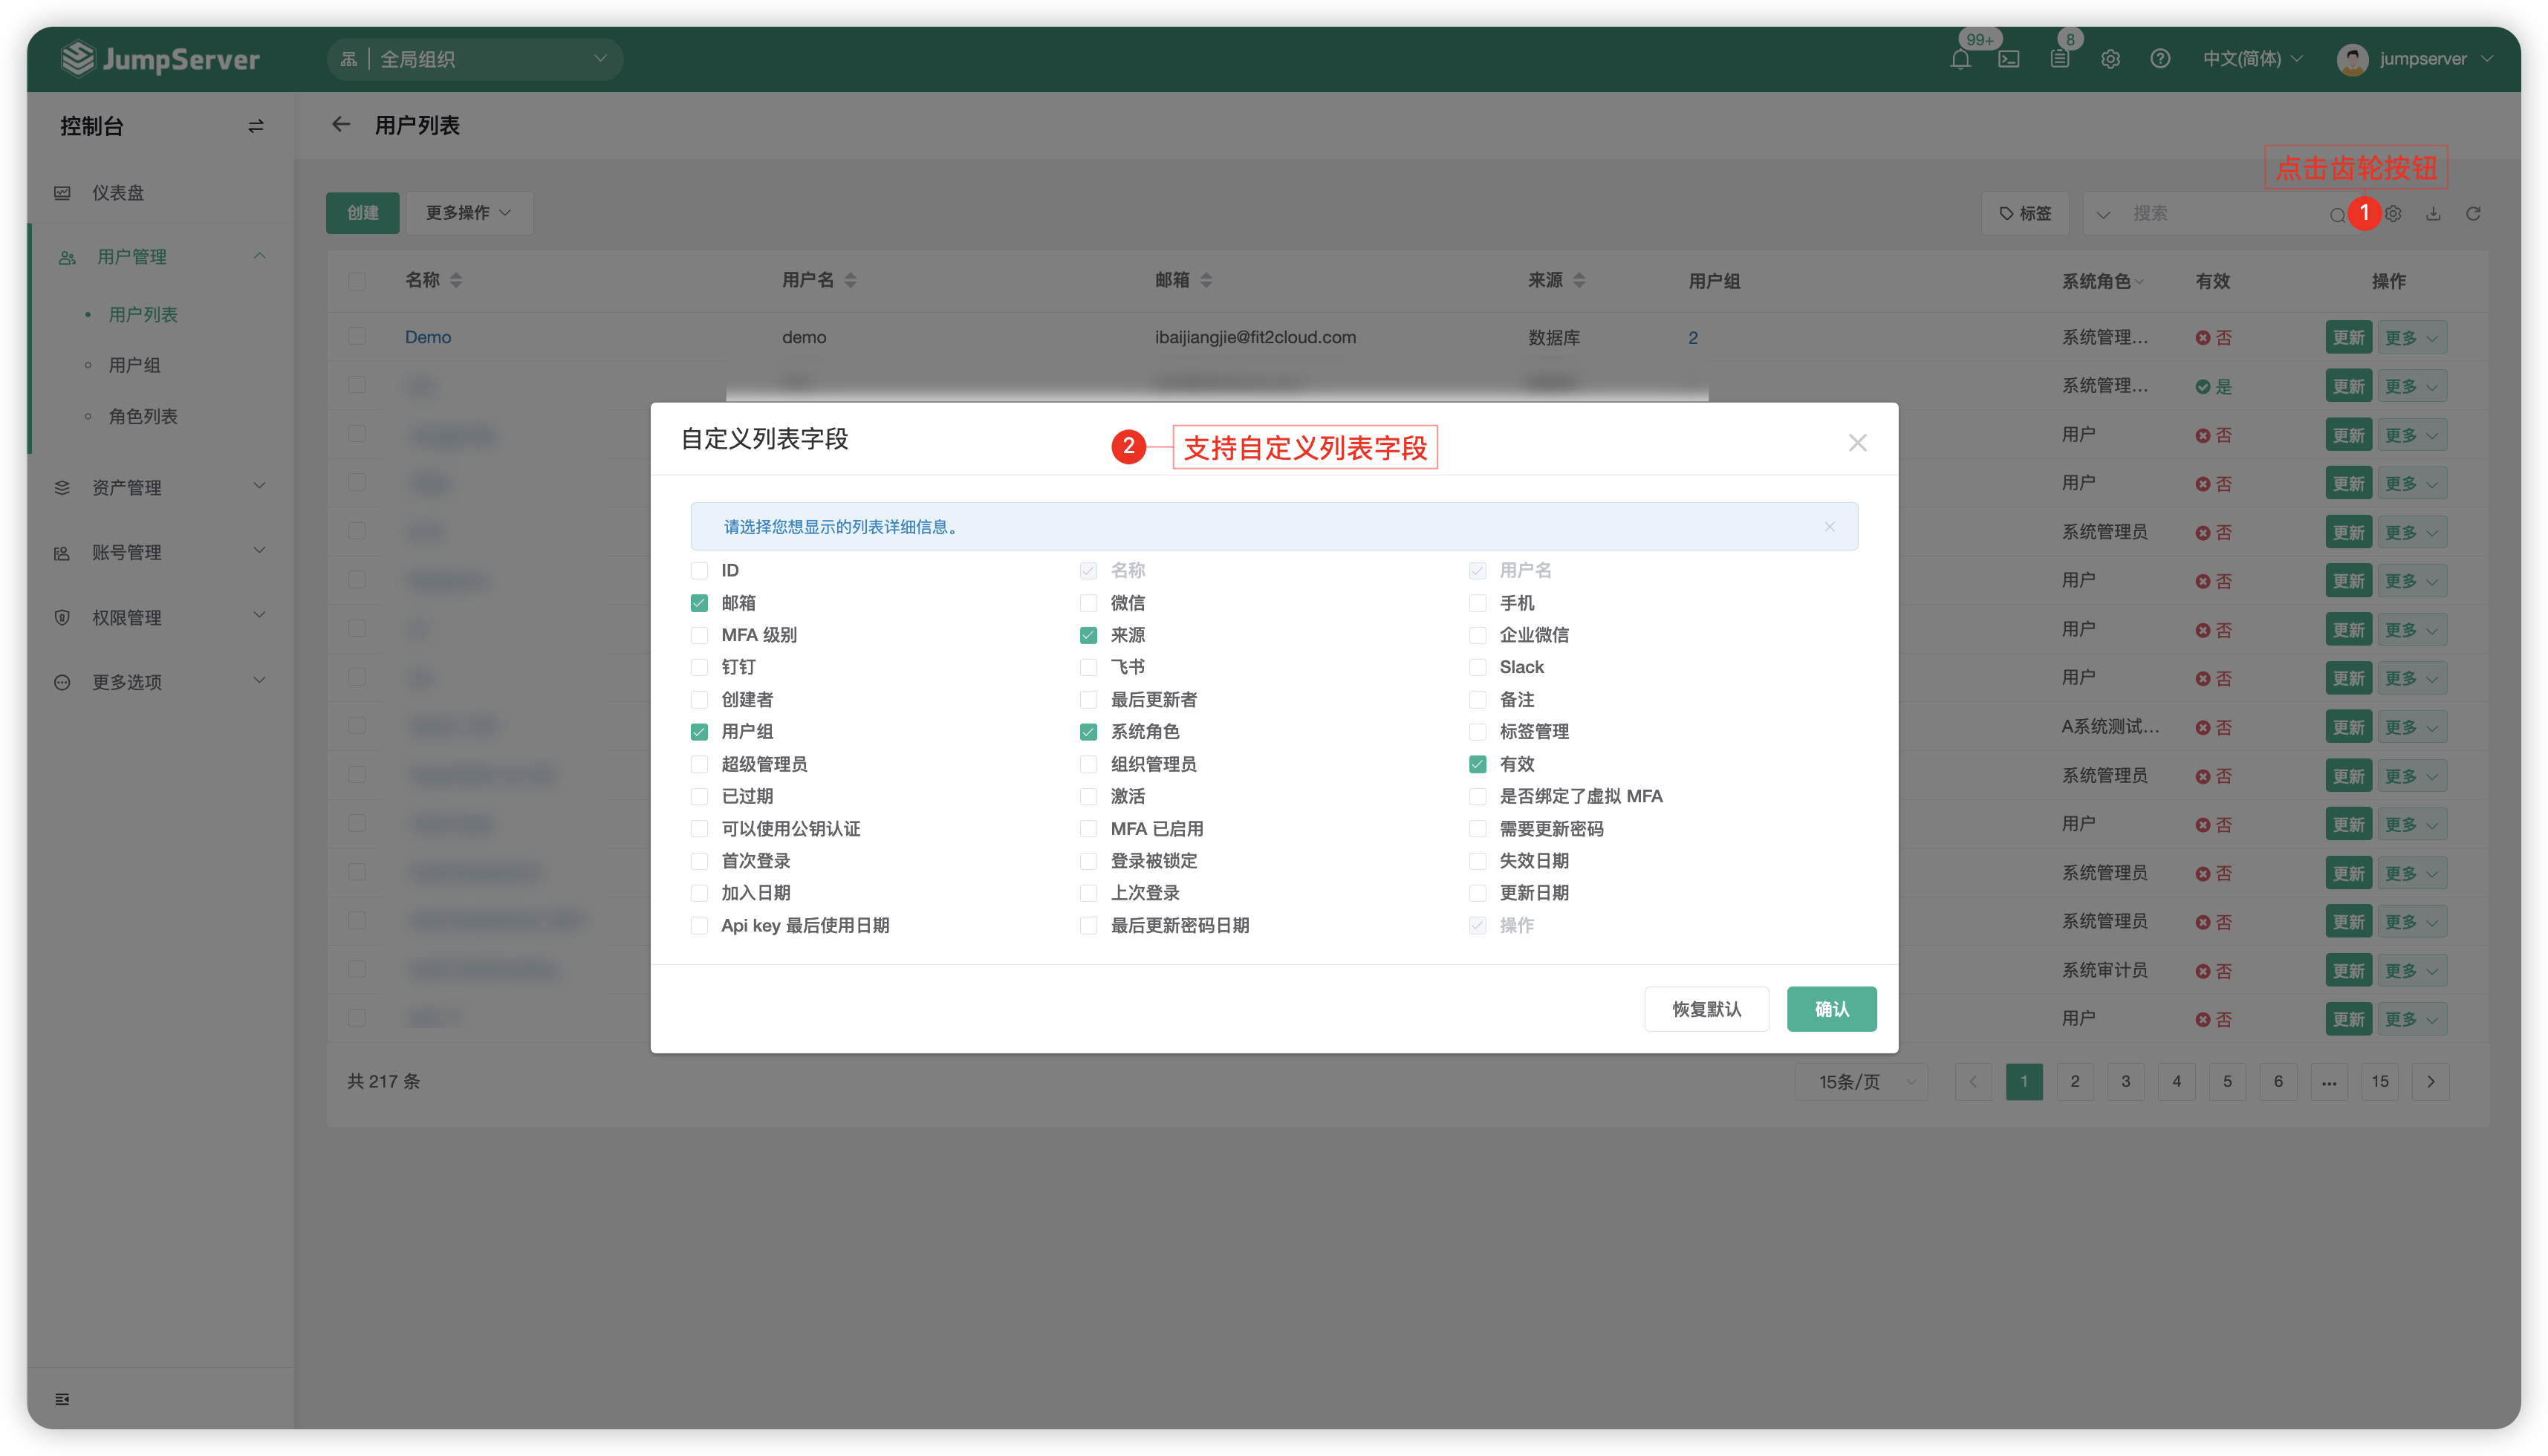 JumpServer 全局组织 99+ 8 中文(简体) jumpserver
控制台
用户列表
点击齿轮按钮
仪表盘
用户管理
用户列表
用户组
角色列表
资产管理
账号管理
权限管理
更多选项
创建 更多操作 标签 搜索 1
名称 用户名 邮箱 来源 用户组 系统角色 有效 操作
Demo demo ibaijiangjie@fit2cloud.com 数据库 2 系统管理... 否 更新 更多
系统管理... 是 更新 更多
用户 否 更新 更多
用户 否 更新 更多
系统管理员 否 更新 更多
用户 否 更新 更多
用户 否 更新 更多
用户 否 更新 更多
A系统测试... 否 更新 更多
系统管理员 否 更新 更多
用户 否 更新 更多
系统管理员 否 更新 更多
系统管理员 否 更新 更多
系统审计员 否 更新 更多
用户 否 更新 更多
自定义列表字段
2 支持自定义列表字段
请选择您想显示的列表详细信息。
ID 名称 用户名
邮箱 微信 手机
MFA 级别 来源 企业微信
钉钉 飞书 Slack
创建者 最后更新者 备注
用户组 系统角色 标签管理
超级管理员 组织管理员 有效
已过期 激活 是否绑定了虚拟 MFA
可以使用公钥认证 MFA 已启用 需要更新密码
首次登录 登录被锁定 失效日期
加入日期 上次登录 更新日期
Api key 最后使用日期 最后更新密码日期 操作
恢复默认 确认
共 217 条 15条/页 1 2 3 4 5 6 ... 15